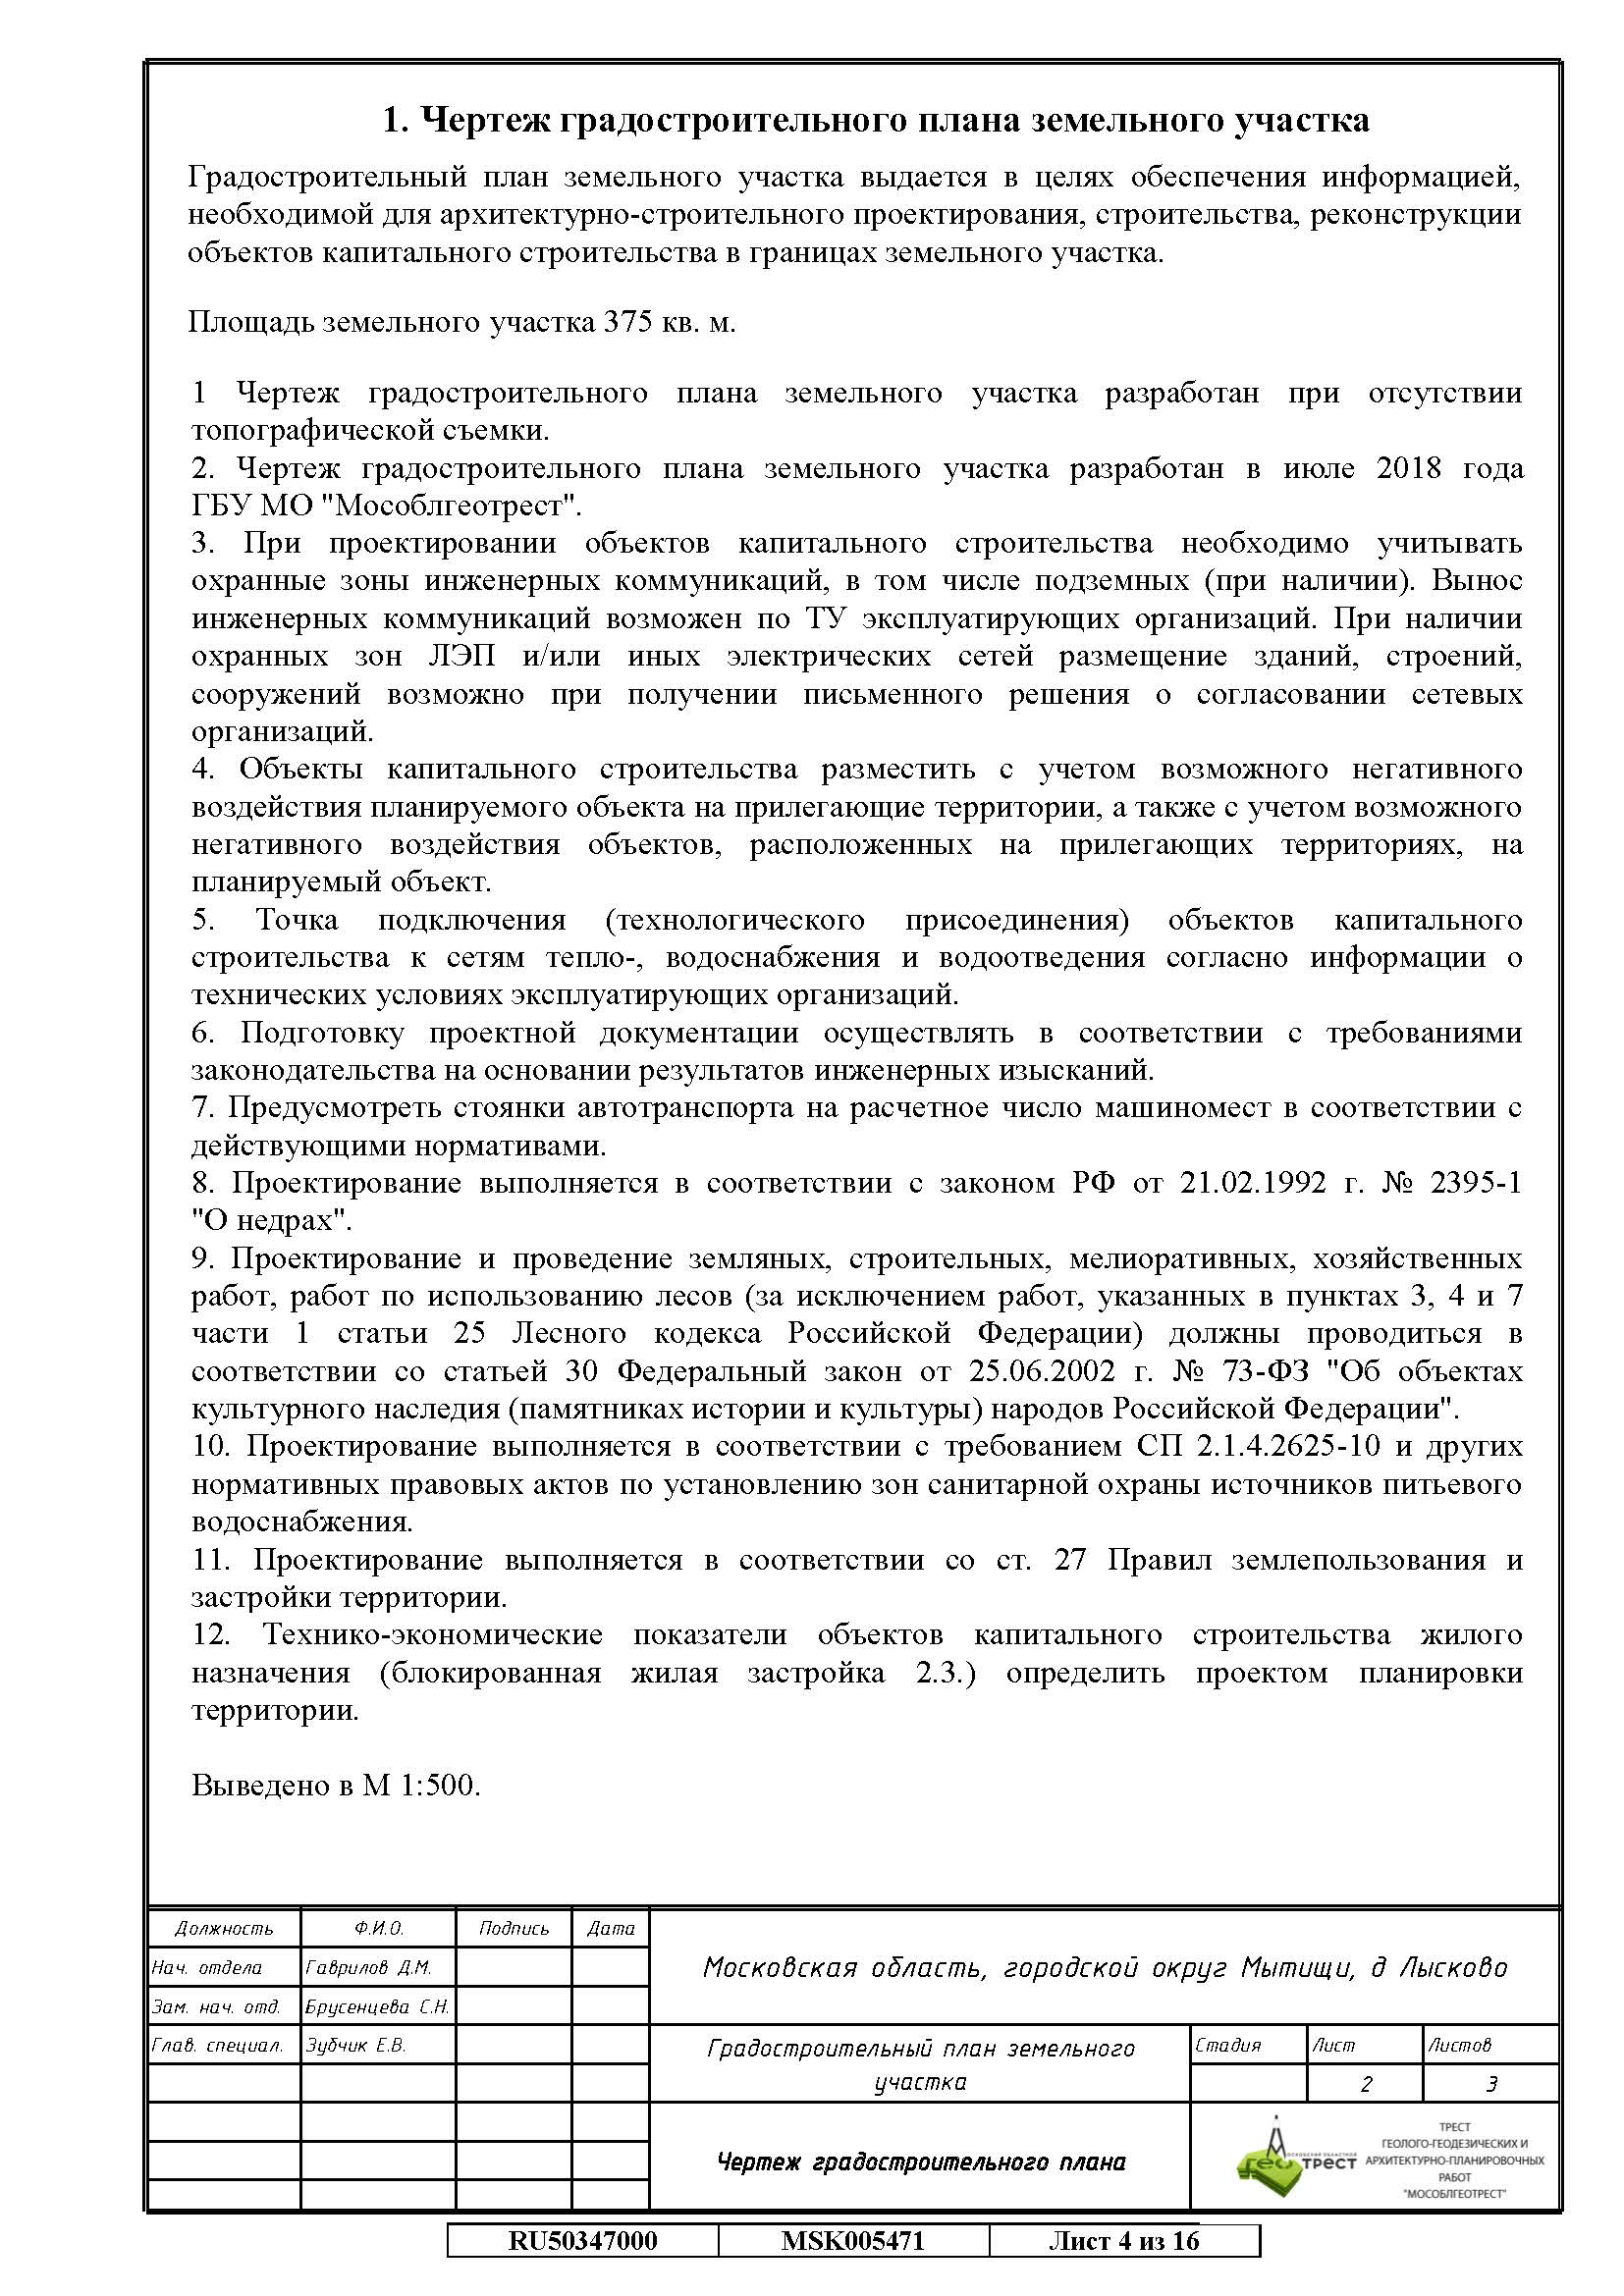 1. Чертеж градостроительного плана земельного участка
Градостроительный план земельного участка выдается в целях обеспечения информацией,
необходимой для архитектурно-строительного проектирования, строительства, реконструкции
объектов капитального строительства в границах земельного участка.
Площадь земельного участка 375 кв. м.
1 Чертеж градостроительного плана земельного участка разработан при отсутствии
топографической съемки.
2. Чертеж градостроительного плана земельного участка разработан в июле 2018 года
ГБУ МО "Мособлгеотрест".
3. При проектировании объектов капитального строительства необходимо учитывать
охранные зоны инженерных коммуникаций, в том числе подземных (при наличии). Вынос
инженерных коммуникаций возможен по ТУ эксплуатирующих организаций. При наличии
охранных зон ЛЭП и/или иных электрических сетей размещение зданий, строений,
сооружений возможно при получении письменного решения о согласовании сетевых
организаций.
4. Объекты капитального строительства разместить с учетом возможного негативного
воздействия планируемого объекта на прилегающие территории, а также с учетом возможного
негативного воздействия объектов, расположенных на прилегающих территориях, на
планируемый объект.
5. Точка подключения (технологического присоединения) объектов капитального
строительства к сетям тепло-, водоснабжения и водоотведения согласно информации о
технических условиях эксплуатирующих организаций.
6. Подготовку проектной документации осуществлять в соответствии с требованиями
законодательства на основании результатов инженерных изысканий.
7. Предусмотреть стоянки автотранспорта на расчетное число машиномест в соответствии с
действующими нормативами.
8. Проектирование выполняется в соответствии с законом РФ от 21.02.1992 г. № 2395-1
"О недрах".
9. Проектирование и проведение земляных, строительных, мелиоративных, хозяйственных
работ, работ по использованию лесов (за исключением работ, указанных в пунктах 3, 4 и 7
части 1 статьи 25 Лесного кодекса Российской Федерации) должны проводиться в
соответствии со статьей 30 Федеральный закон от 25.06.2002 г. № 73-ФЗ "Об объектах
культурного наследия (памятниках истории и культуры) народов Российской Федерации".
10. Проектирование выполняется в соответствии с требованием СП 2.1.4.2625-10 и других
нормативных правовых актов по установлению зон санитарной охраны источников питьевого
водоснабжения.
11. Проектирование выполняется в соответствии со ст. 27 Правил землепользования и
застройки территории.
12. Технико-экономические показатели объектов капитального строительства жилого
назначения (блокированная жилая застройка 2.3.) определить проектом планировки
территории.
Выведено в М 1:500.
Должность Ф.И.О. Подпись Дата
Нач. отдела Гаврилов Д.М.
Зам. нач. отд. Брусенцева С.Н.
Глав. специал. Зубчик Е.В.
Московская область, городской округ Мытищи, д Лысково
Градостроительный план земельного
участка
Стадия Лист Листов
2 3
Чертеж градостроительного плана
МОСКОВСКИЙ ОБЛАСТНОЙ
ГЕО ТРЕСТ
ТРЕСТ
ГЕОЛОГО-ГЕОДЕЗИЧЕСКИХ И
АРХИТЕКТУРНО-ПЛАНИРОВОЧНЫХ
РАБОТ
"МОСОБЛГЕОТРЕСТ"
RU50347000 MSK005471 Лист 4 из 16